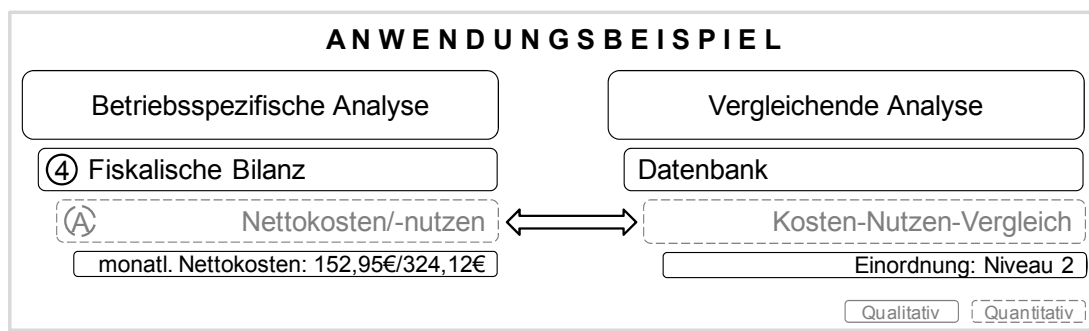 ANWENDUNGSBEISPIEL
Betriebsspezifische Analyse
Vergleichende Analyse
④ Fiskalische Bilanz
Datenbank
A Nettokosten/-nutzen
Kosten-Nutzen-Vergleich
monatl. Nettokosten: 152,95€/324,12€
Einordnung: Niveau 2
Qualitativ
Quantitativ